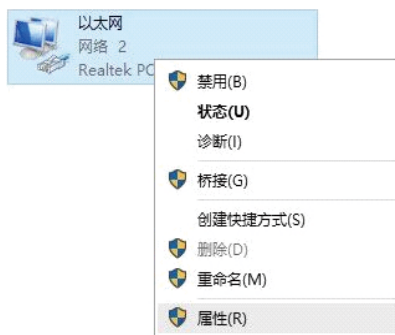 以太网
网络 2
Realtek PC
禁用(B)
状态(U)
诊断(I)
桥接(G)
创建快捷方式(S)
删除(D)
重命名(M)
属性(R)